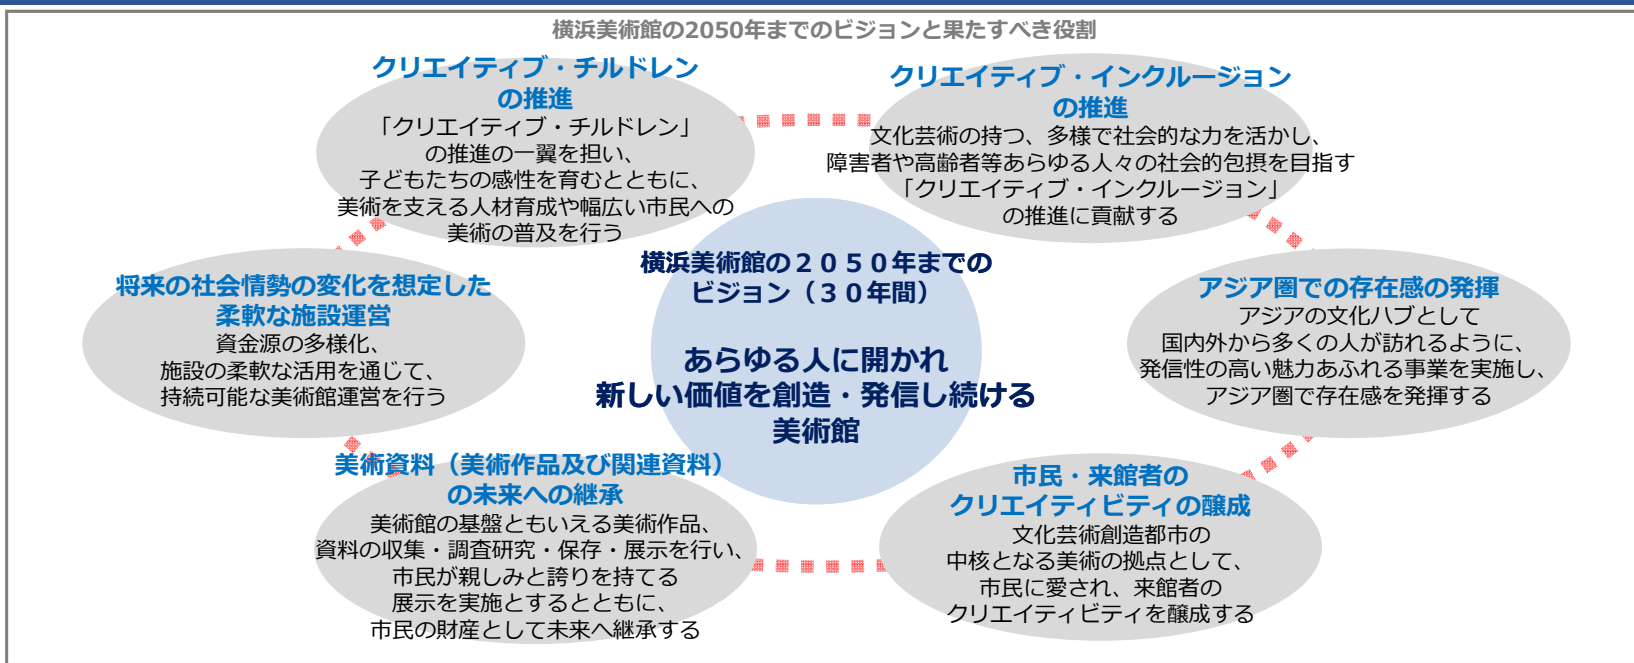 横浜美術館の2050年までのビジョンと果たすべき役割
クリエイティブ・チルドレン
の推進
「クリエイティブ・チルドレン」
の推進の一翼を担い、
子どもたちの感性を育むとともに、
美術を支える人材育成や幅広い市民への
美術の普及を行う
クリエイティブ・インクルージョン
の推進
文化芸術の持つ、多様で社会的な力を活かし、
障害者や高齢者等あらゆる人々の社会的包摂を目指す
「クリエイティブ・インクルージョン」
の推進に貢献する
横浜美術館の２０５０年までの
ビジョン（３０年間）
あらゆる人に開かれ
新しい価値を創造・発信し続ける
美術館
将来の社会情勢の変化を想定した
柔軟な施設運営
資金源の多様化、
施設の柔軟な活用を通じて、
持続可能な美術館運営を行う
アジア圏での存在感の発揮
アジアの文化ハブとして
国内外から多くの人が訪れるように、
発信性の高い魅力あふれる事業を実施し、
アジア圏で存在感を発揮する
美術資料（美術作品及び関連資料）
の未来への継承
美術館の基盤ともいえる美術作品、
資料の収集・調査研究・保存・展示を行い、
市民が親しみと誇りを持てる
展示を実施とするとともに、
市民の財産として未来へ継承する
市民・来館者の
クリエイティビティの醸成
文化芸術創造都市の
中核となる美術の拠点として、
市民に愛され、来館者の
クリエイティビティを醸成する